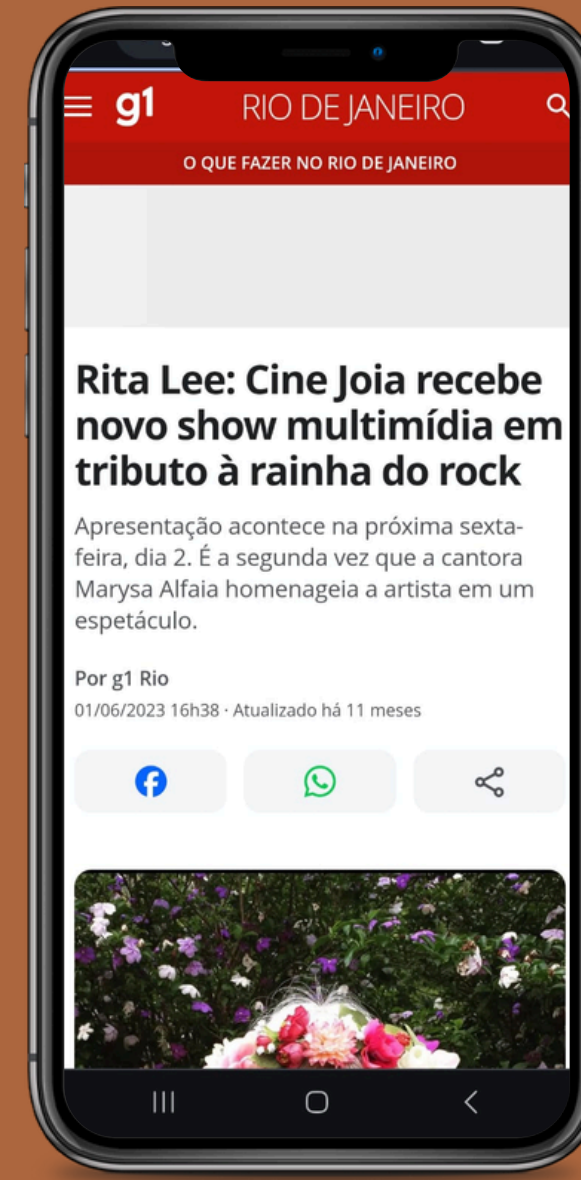 g1
RIO DE JANEIRO
O QUE FAZER NO RIO DE JANEIRO
Rita Lee: Cine Joia recebe
novo show multimídia em
tributo à rainha do rock
Apresentação acontece na próxima sexta-
feira, dia 2. É a segunda vez que a cantora
Marysa Alfaia homenageia a artista em um
espetáculo.
Por g1 Rio
01/06/2023 16h38 · Atualizado há 11 meses